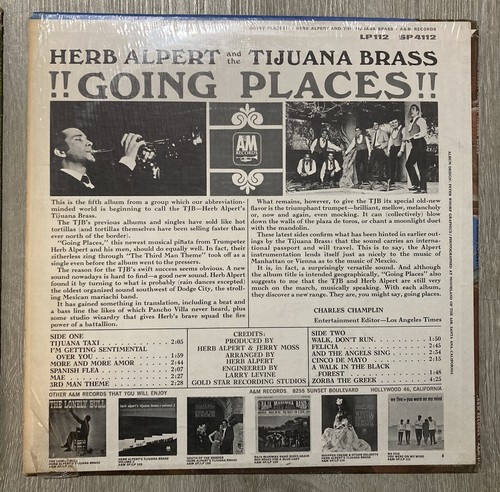 HERB ALPERT and the TIJUANA BRASS
LP112 SP4112
!!GOING PLACES!!
A&M
RECORDS
This is the fifth album from a group which our abbreviation-
minded world is beginning to call the TJB—Herb Alpert's
Tijuana Brass.
The TJB's previous albums and singles have sold like hot
tortillas (and tortillas themselves have been selling faster than
ever north of the border).
"Going Places," this newest musical piñata from Trumpeter
Herb Alpert and his men, should do equally well. In fact, their
zitherless zing through "The Third Man Theme" took off as a
single even before the album went to the presses.
The reason for the TJB's swift success seems obvious. A new
sound nowadays is hard to find—a good new sound. Herb Alpert
found it by turning to what is probably (rain dances excepted)
the oldest organized sound southwest of Dodge City, the stroll-
ing Mexican mariachi band.
It has gained something in translation, including a beat and
a bass line the likes of which Pancho Villa never heard, plus
some studio wizardry that gives Herb's brave squad the fire
power of a battallion.
What remains, however, to give the TJB its special old-new
flavor is the triumphant trumpet—brilliant, mellow, melancholy
or, now and again, even mocking. It can (collectively) blow
down the walls of the plaza de toros, or chant a moonlight duet
with the mandolin.
These latest sides confirm what has been hinted in earlier out-
ings by the Tijuana Brass: that the sound carries an interna-
tional passport and will travel. This is to say, the Alpert
instrumentation lends itself just as nicely to the music of
Manhattan or Vienna as to the music of Mexico.
It is, in fact, a surprisingly versatile sound. And although
the album title is intended geographically, "Going Places" also
suggests to me that the TJB and Herb Alpert are still very
much on the march, musically speaking. With each album,
they discover a new range. They are, you might say, going places.
CHARLES CHAMPLIN
Entertainment Editor—Los Angeles Times
SIDE ONE
TIJUANA TAXI 2:05
I'M GETTING SENTIMENTAL
OVER YOU 1:59
MORE AND MORE AMOR 2:44
SPANISH FLEA 2:07
MAE 2:28
3RD MAN THEME 2:28
CREDITS:
PRODUCED BY
HERB ALPERT & JERRY MOSS
ARRANGED BY
HERB ALPERT
ENGINEERED BY
LARRY LEVINE
GOLD STAR RECORDING STUDIOS
SIDE TWO
WALK, DON'T RUN. 1:50
FELICIA 2:45
AND THE ANGELS SING 2:34
CINCO DE MAYO 2:15
A WALK IN THE BLACK
FOREST 1:48
ZORBA THE GREEK 4:25
OTHER A&M RECORDS THAT YOU WILL ENJOY
A&M RECORDS 8255 SUNSET BOULEVARD HOLLYWOOD 46, CALIFORNIA
THE LONELY BULL
BAJA MARIMBA BAND